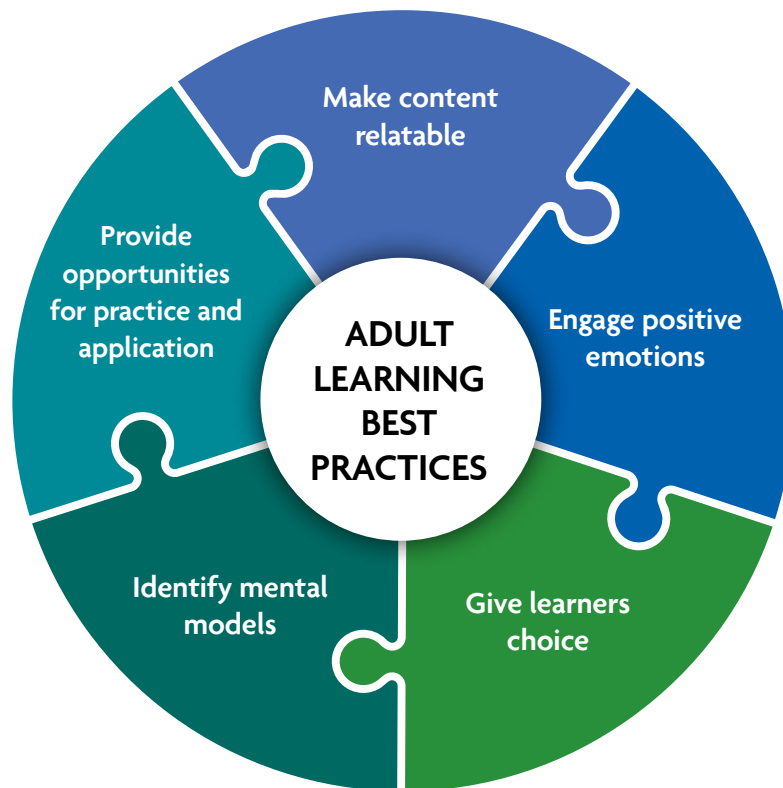 Make content
relatable
Engage positive
emotions
Give learners
choice
Identify mental
models
Provide
opportunities
for practice and
application
ADULT
LEARNING
BEST
PRACTICES